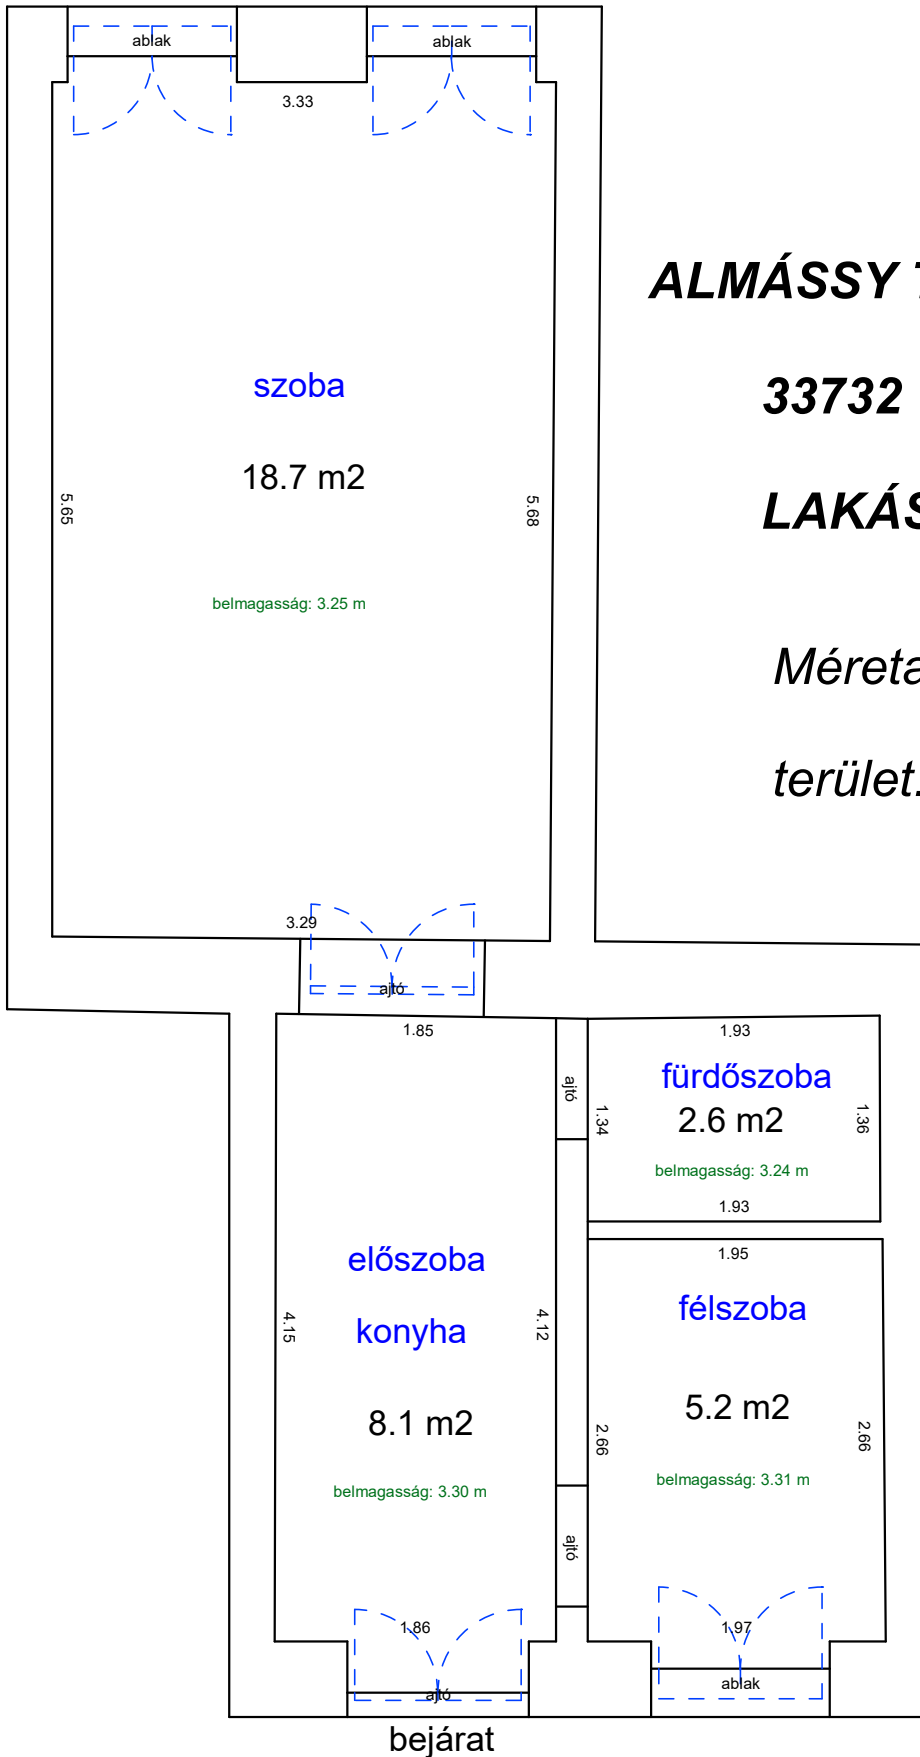 ablak
ablak
3.33
szoba
18.7 m2
5.65
5.68
belmagasság: 3.25 m
3.29
ajtó
ALMÁSSY
33732
Méreta
terület.
1.85
ajtó
1.93
fürdőszoba
2.6 m2
1.34
1.36
belmagasság: 3.24 m
1.93
előszoba
konyha
4.15
4.12
8.1 m2
belmagasság: 3.30 m
1.95
félszoba
5.2 m2
2.66
2.66
belmagasság: 3.31 m
ajtó
1.86
ajtó
1.97
ablak
bejárat